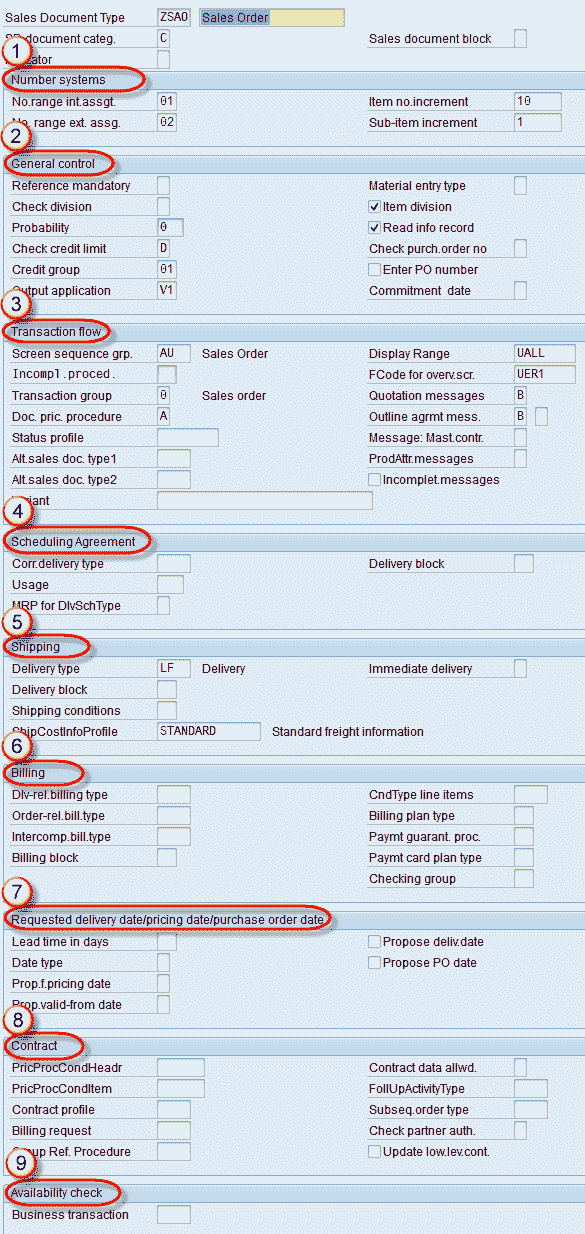 Sales Document Type ZSAO Sales Order
document categ. C Sales document block
1
Number systems
No.range int.assgt. 01 Item no.increment 10
No. range ext. assg. 02 Sub-item increment 1
2
General control
Reference mandatory Material entry type
Check division Item division
Probability 0 Read info record
Check credit limit D Check purch.order no
Credit group 01 Enter PO number
Output application V1 Commitment date
3
Transaction flow
Screen sequence grp. AU Sales Order Display Range UALL
Incompl.proced. FCode for overv.scr. UER1
Transaction group 0 Sales order Quotation messages B
Doc. pric. procedure A Outline agrmt mess. B
Status profile Message: Mast.contr.
Alt.sales doc. type1 ProdAttr.messages
Alt.sales doc. type2 Incomplet.messages
4
Scheduling Agreement
Corr.delivery type Delivery block
Usage
MRP for DlvSchType
5
Shipping
Delivery type LF Delivery Immediate delivery
Delivery block
Shipping conditions
ShipCostInfoProfile STANDARD Standard freight information
6
Billing
Dlv-rel.billing type CndType line items
Order-rel.bill.type Billing plan type
Intercomp.bill.type Paymt guarant. proc.
Billing block Paymt card plan type
Checking group
7
Requested delivery date/pricing date/purchase order date
Lead time in days Propose deliv.date
Date type Propose PO date
Prop.f.pricing date
Prop.valid-from date
8
Contract
PricProcCondHeadr Contract data allwd.
PricProcCondItem FollUpActivityType
Contract profile Subseq.order type
Billing request Check partner auth.
Group Ref. Procedure Update low.lev.cont.
9
Availability check
Business transaction